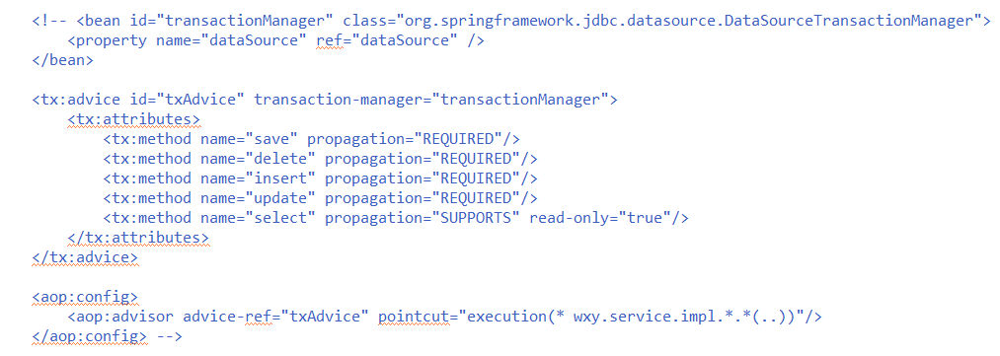 <!-- <bean id="transactionManager" class="org.springframework.jdbc.datasource.DataSourceTransactionManager">
    <property name="dataSource" ref="dataSource" />
</bean>

<tx:advice id="txAdvice" transaction-manager="transactionManager">
    <tx:attributes>
        <tx:method name="save" propagation="REQUIRED"/>
        <tx:method name="delete" propagation="REQUIRED"/>
        <tx:method name="insert" propagation="REQUIRED"/>
        <tx:method name="update" propagation="REQUIRED"/>
        <tx:method name="select" propagation="SUPPORTS" read-only="true"/>
    </tx:attributes>
</tx:advice>

<aop:config>
    <aop:advisor advice-ref="txAdvice" pointcut="execution(* wxy.service.impl.*.*(..))"/>
</aop:config> -->